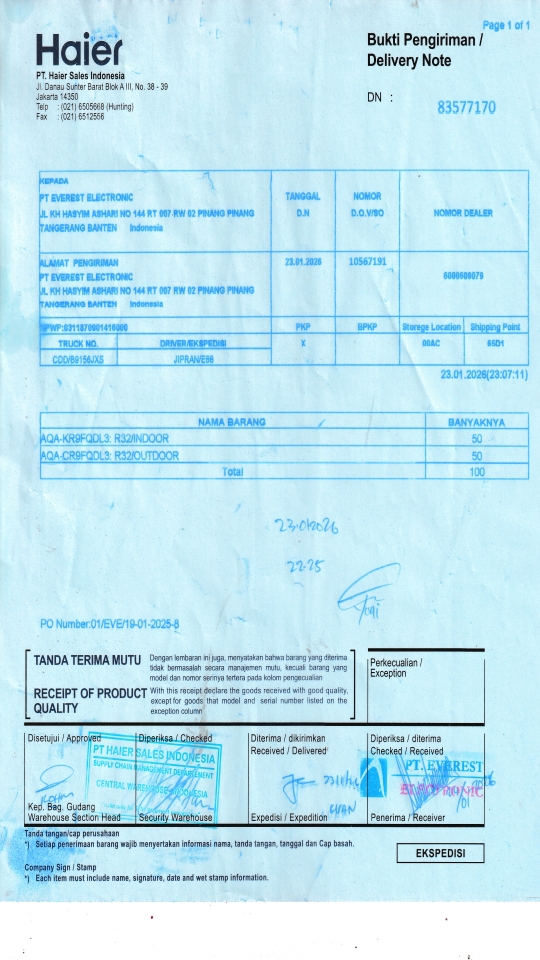 Page 1 of 1
Haier
Bukti Pengiriman /
Delivery Note
PT. Haier Sales Indonesia
Jl. Danau Sunter Barat Blok A III, No. 38 - 39
Jakarta 14350
Telp : (021) 6505668 (Hunting)
Fax : (021) 6512556
DN : 83577170
KEPADA
PT EVEREST ELECTRONIC
JL KH HASYIM ASHARI NO 144 RT 007 RW 02 PINANG PINANG
TANGERANG BANTEN Indonesia
TANGGAL
D.N
NOMOR
D.O.V/SO
NOMOR DEALER
ALAMAT PENGIRIMAN
PT EVEREST ELECTRONIC
JL KH HASYIM ASHARI NO 144 RT 007 RW 02 PINANG PINANG
TANGERANG BANTEN Indonesia
23.01.2026
10567191
PKP BPKP Storege Location Shipping Point
TRUCK NO. DRIVER/EKSPEDISI X 00AC 65D1
CDD/B9156JXS JIPRAN/E66
23.01.2026(23:07:11)
NAMA BARANG BANYAKNYA
AQA-KR9FQDL3: R32/INDOOR 50
AQA-CR9FQDL3: R32/OUTDOOR 50
Total 100
22.25
PO Number:01/EVE/19-01-2025-8
TANDA TERIMA MUTU
Dengan lembaran ini juga, menyatakan bahwa barang yang diterima
tidak bermasalah secara manajemen mutu, kecuali barang yang
model dan nomor serinya tertera pada kolom pengecualian
RECEIPT OF PRODUCT
QUALITY
With this receipt declare the goods received with good quality,
except for goods that model and serial number listed on the
exception column
Perkecualian /
Exception
Disetujui / Approved
Diperiksa / Checked
Diterima / dikirimkan
Received / Delivered
Diperiksa / diterima
Checked / Received
PT HAIER SALES INDONESIA
SUPPLY CHAIN MANAGEMENT DEPARTMENT
CENTRAL WAREHOUSE INDONESIA
PT. EVEREST
Kep. Bag. Gudang
Warehouse Section Head
Security Warehouse
Expedisi / Expedition
Penerima / Receiver
Tanda tangan/cap perusahaan
*) Setiap penerimaan barang wajib menyertakan informasi nama, tanda tangan, tanggal dan Cap basah.
EKSPEDISI
Company Sign / Stamp
*) Each item must include name, signature, date and wet stamp information.